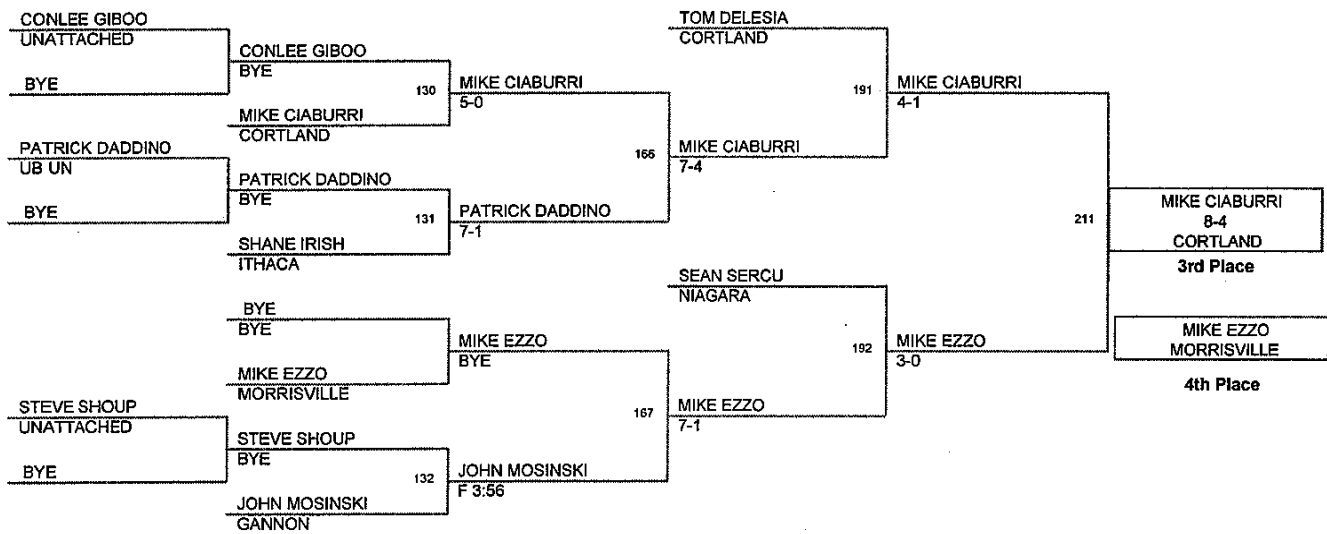 CONLEE GIBOO
UNATTACHED
BYE
PATRICK DADDINO
UB UN
BYE
STEVE SHOUP
UNATTACHED
BYE
CONLEE GIBOO
BYE
130
MIKE CIABURRI
CORTLAND
PATRICK DADDINO
BYE
131
SHANE IRISH
ITHACA
BYE
BYE
MIKE EZZO
MORRISVILLE
STEVE SHOUP
BYE
132
JOHN MOSINSKI
GANNON
MIKE CIABURRI
5-0
166
PATRICK DADDINO
7-1
MIKE EZZO
BYE
167
JOHN MOSINSKI
F 3:56
TOM DELESIA
CORTLAND
191
MIKE CIABURRI
7-4
SEAN SERCU
NIAGARA
192
MIKE EZZO
7-1
MIKE CIABURRI
4-1
211
MIKE EZZO
3-0
MIKE CIABURRI
8-4
CORTLAND
3rd Place
MIKE EZZO
MORRISVILLE
4th Place